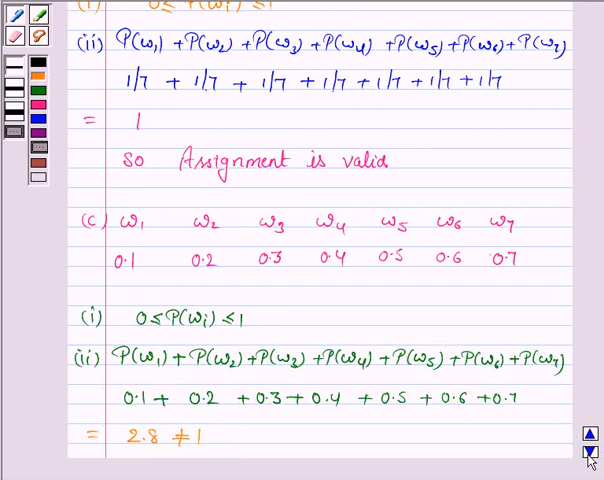 (i) 0 ≤ P(ωi) ≤ 1
(ii) P(ω1) + P(ω2) + P(ω3) + P(ω4) + P(ω5) + P(ω6) + P(ω7)
1/7 + 1/7 + 1/7 + 1/7 + 1/7 + 1/7 + 1/7
= 1
So Assignment is valid
(c) ω1 ω2 ω3 ω4 ω5 ω6 ω7
0.1 0.2 0.3 0.4 0.5 0.6 0.7
(i) 0 ≤ P(ωi) ≤ 1
(ii) P(ω1) + P(ω2) + P(ω3) + P(ω4) + P(ω5) + P(ω6) + P(ω7)
0.1 + 0.2 + 0.3 + 0.4 + 0.5 + 0.6 + 0.7
= 2.8 ≠ 1